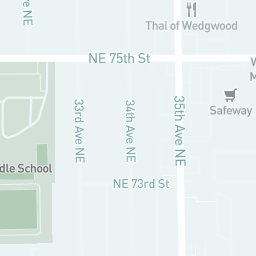 NE
Thai of Wedgwood
NE 75th St
W
M
Safeway
33rd Ave NE
34th Ave NE
35th Ave NE
dle School
NE 73rd St